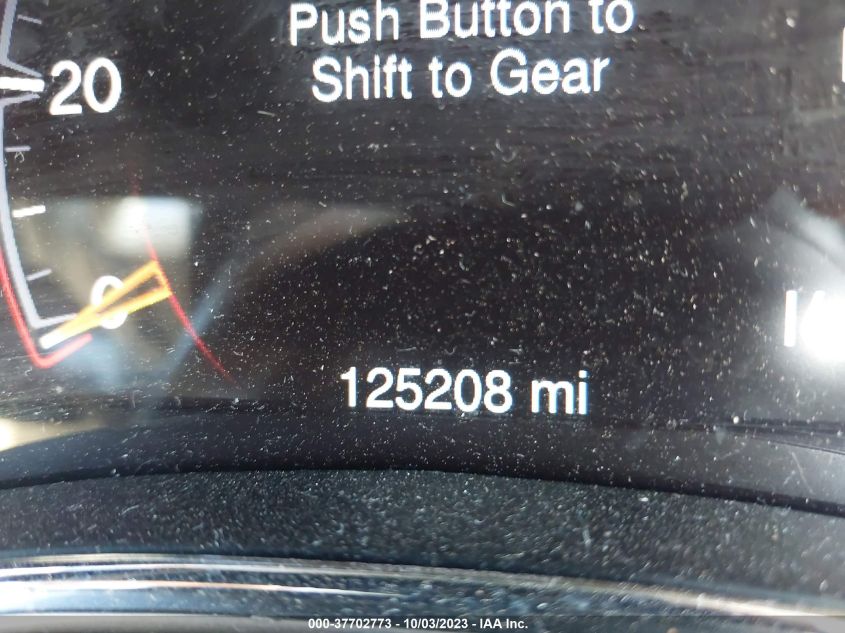 Push Button to
Shift to Gear
20
0
125208 mi
000-37702773 - 10/03/2023 - IAA Inc.